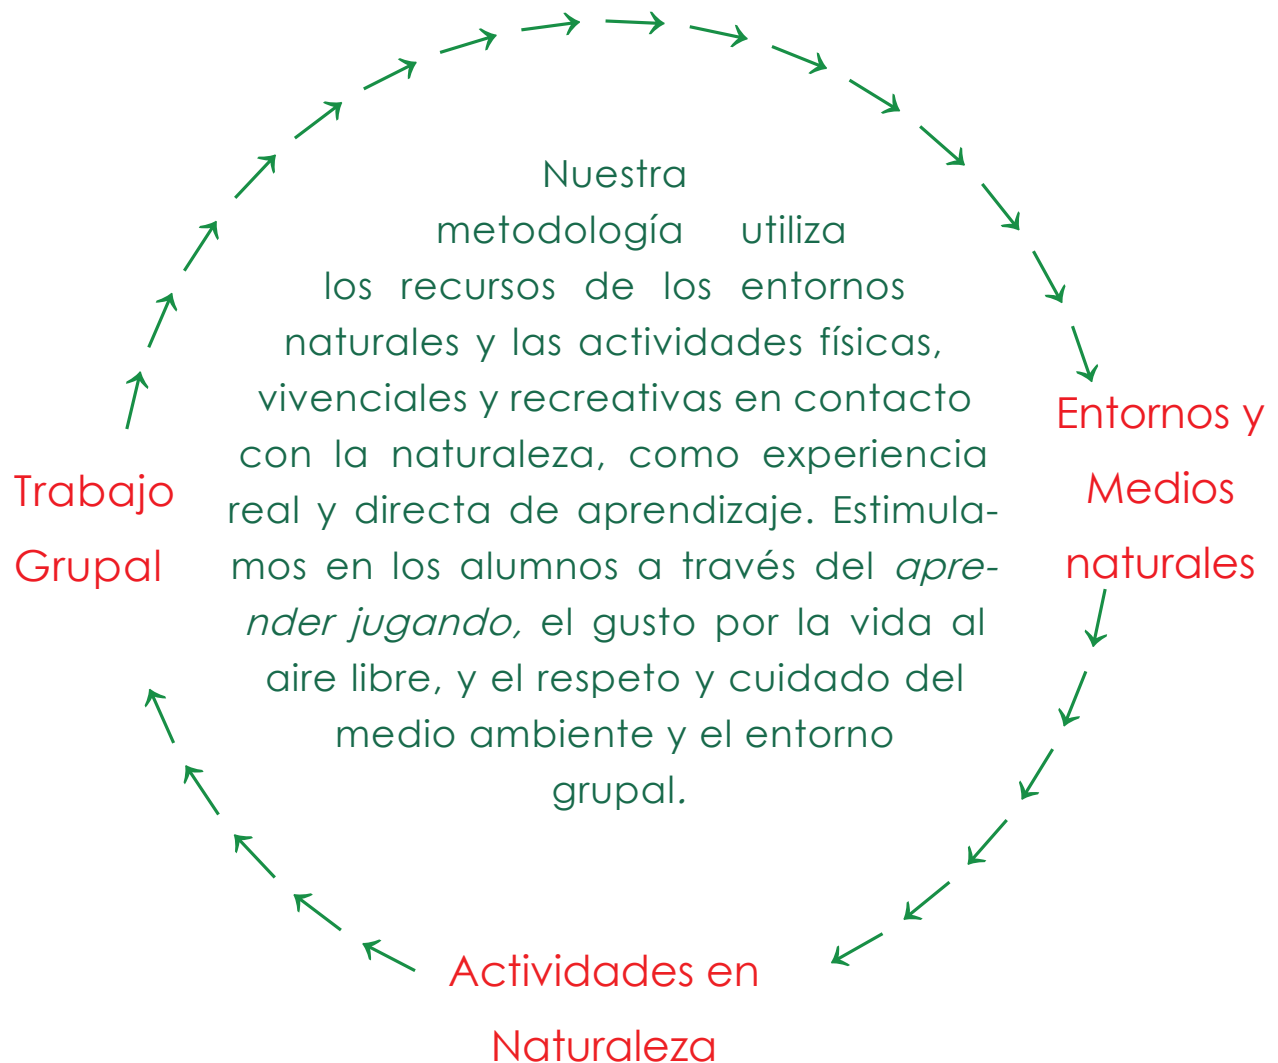 Nuestra
metodología utiliza
los recursos de los entornos
naturales y las actividades físicas,
vivenciales y recreativas en contacto
con la naturaleza, como experiencia
real y directa de aprendizaje. Estimula-
mos en los alumnos a través del apre-
nder jugando, el gusto por la vida al
aire libre, y el respeto y cuidado del
medio ambiente y el entorno
grupal.
Entornos y
Medios
naturales
Actividades en
Naturaleza
Trabajo
Grupal